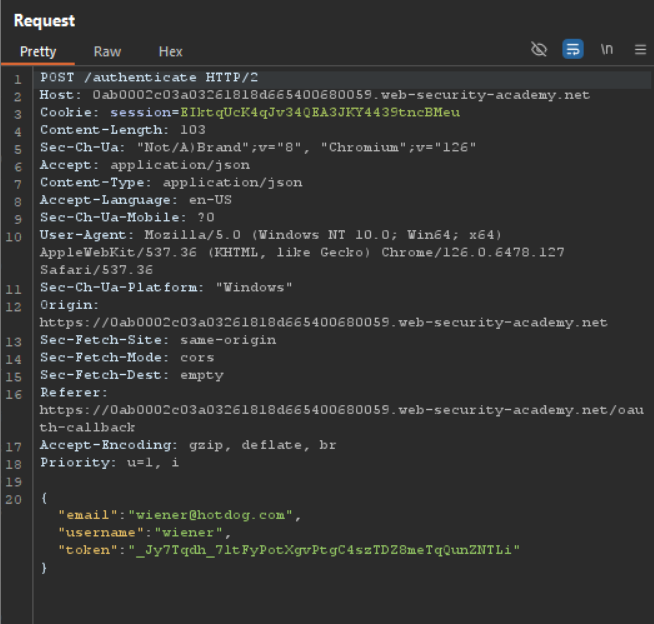 Request
Pretty Raw Hex \n
1 POST /authenticate HTTP/2
2 Host: 0ab0002c03a03261818d665400680059.web-security-academy.net
3 Cookie: session=EIktqUcK4qJv34QEA3JKY4439tncBMeu
4 Content-Length: 103
5 Sec-Ch-Ua: "Not/A)Brand";v="8", "Chromium";v="126"
6 Accept: application/json
7 Content-Type: application/json
8 Accept-Language: en-US
9 Sec-Ch-Ua-Mobile: ?0
10 User-Agent: Mozilla/5.0 (Windows NT 10.0; Win64; x64)
AppleWebKit/537.36 (KHTML, like Gecko) Chrome/126.0.6478.127
Safari/537.36
11 Sec-Ch-Ua-Platform: "Windows"
12 Origin:
https://0ab0002c03a03261818d665400680059.web-security-academy.net
13 Sec-Fetch-Site: same-origin
14 Sec-Fetch-Mode: cors
15 Sec-Fetch-Dest: empty
16 Referer:
https://0ab0002c03a03261818d665400680059.web-security-academy.net/oau
th-callback
17 Accept-Encoding: gzip, deflate, br
18 Priority: u=1, i
19
20 {
"email":"wiener@hotdog.com",
"username":"wiener",
"token":"_Jy7Tqdh_7ltFyPotXgvPtgC4szTDZ8meTqQunZNTLi"
}